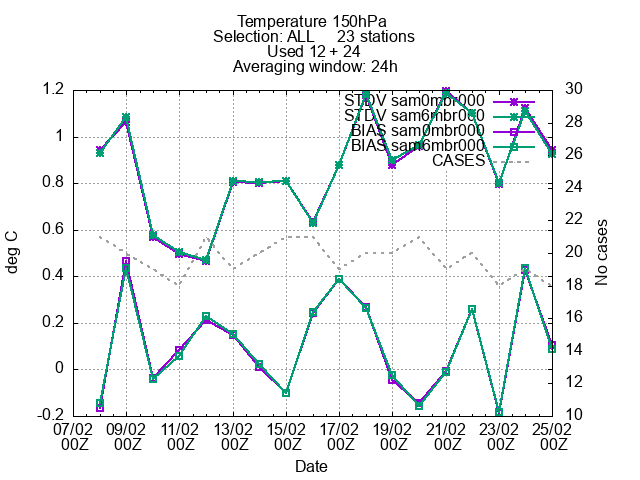 Temperature 150hPa
Selection: ALL 23 stations
Used 12 + 24
Averaging window: 24h
STDV sam0mbr000
STDV sam6mbr000
BIAS sam0mbr000
BIAS sam6mbr000
CASES
deg C
1.2
1
0.8
0.6
0.4
0.2
0
-0.2
No cases
30
28
26
24
22
20
18
16
14
12
10
07/02 09/02 11/02 13/02 15/02 17/02 19/02 21/02 23/02 25/02
00Z 00Z 00Z 00Z 00Z 00Z 00Z 00Z 00Z 00Z
Date